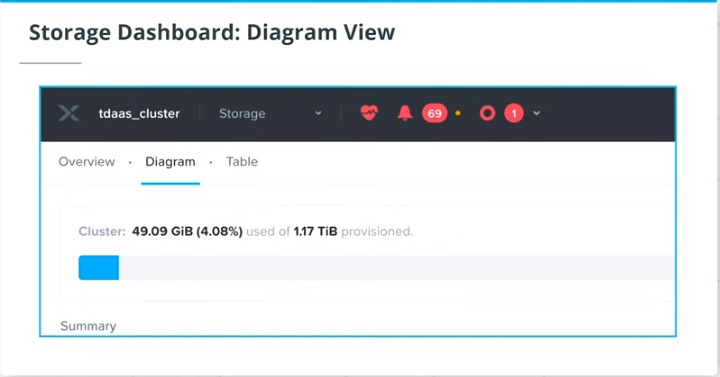 Storage Dashboard: Diagram View
tdaas_cluster Storage 69 1
Overview · Diagram · Table
Cluster: 49.09 GiB (4.08%) used of 1.17 TiB provisioned.
Summary